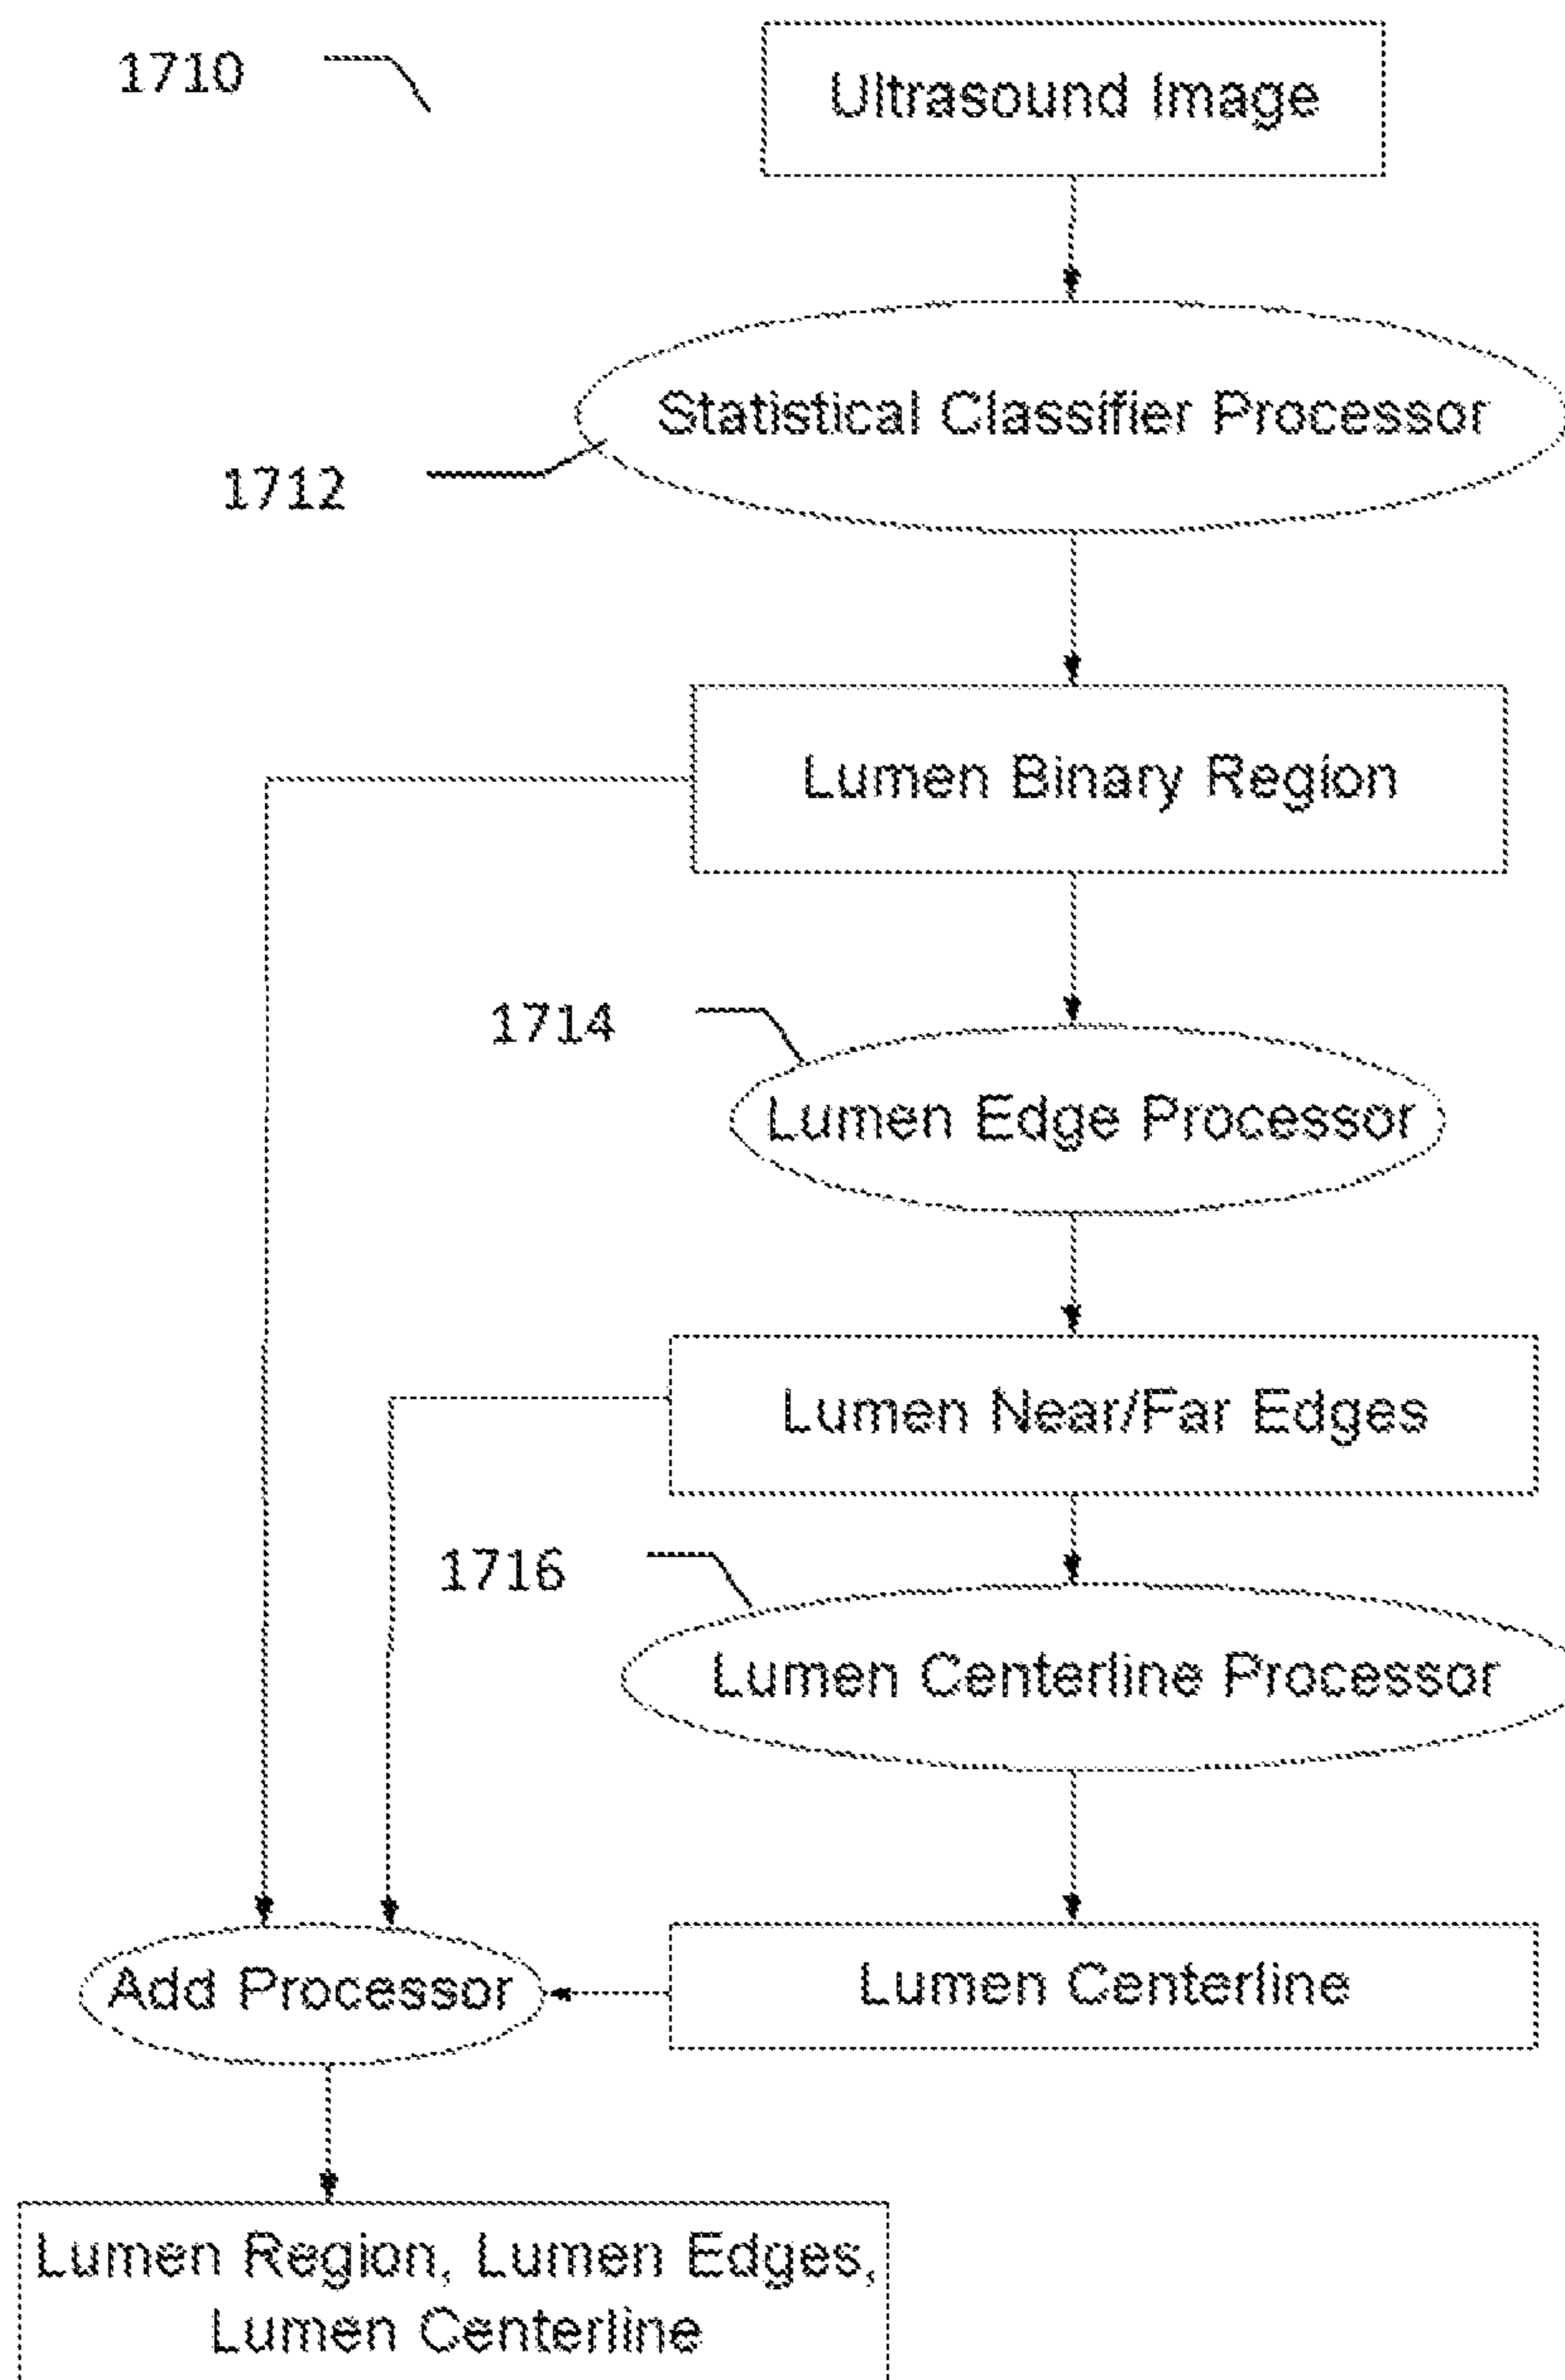 1710
Ultrasound Image
Statistical Classifier Processor
1712
Lumen Binary Region
1714
Lumen Edge Processor
Lumen Near/Far Edges
1716
Lumen Centerline Processor
Add Processor
Lumen Centerline
Lumen Region, Lumen Edges,
Lumen Centerline